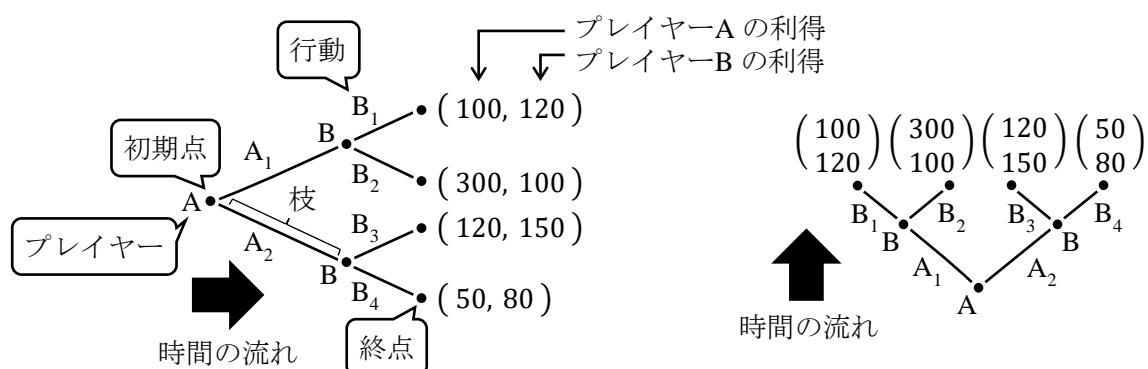 プレイヤーA の利得
プレイヤーB の利得
行動
B₁
( 100, 120 )
B
初期点
A₁
B₂
(300, 100)
A
枝
プレイヤー
A₂
B₃
(120, 150)
B
B₄
(50, 80)
時間の流れ
終点
(100 120) (300 100) (120 150) (50 80)
B₁ B₂ B₃ B₄
B B
A₁ A₂
A
時間の流れ